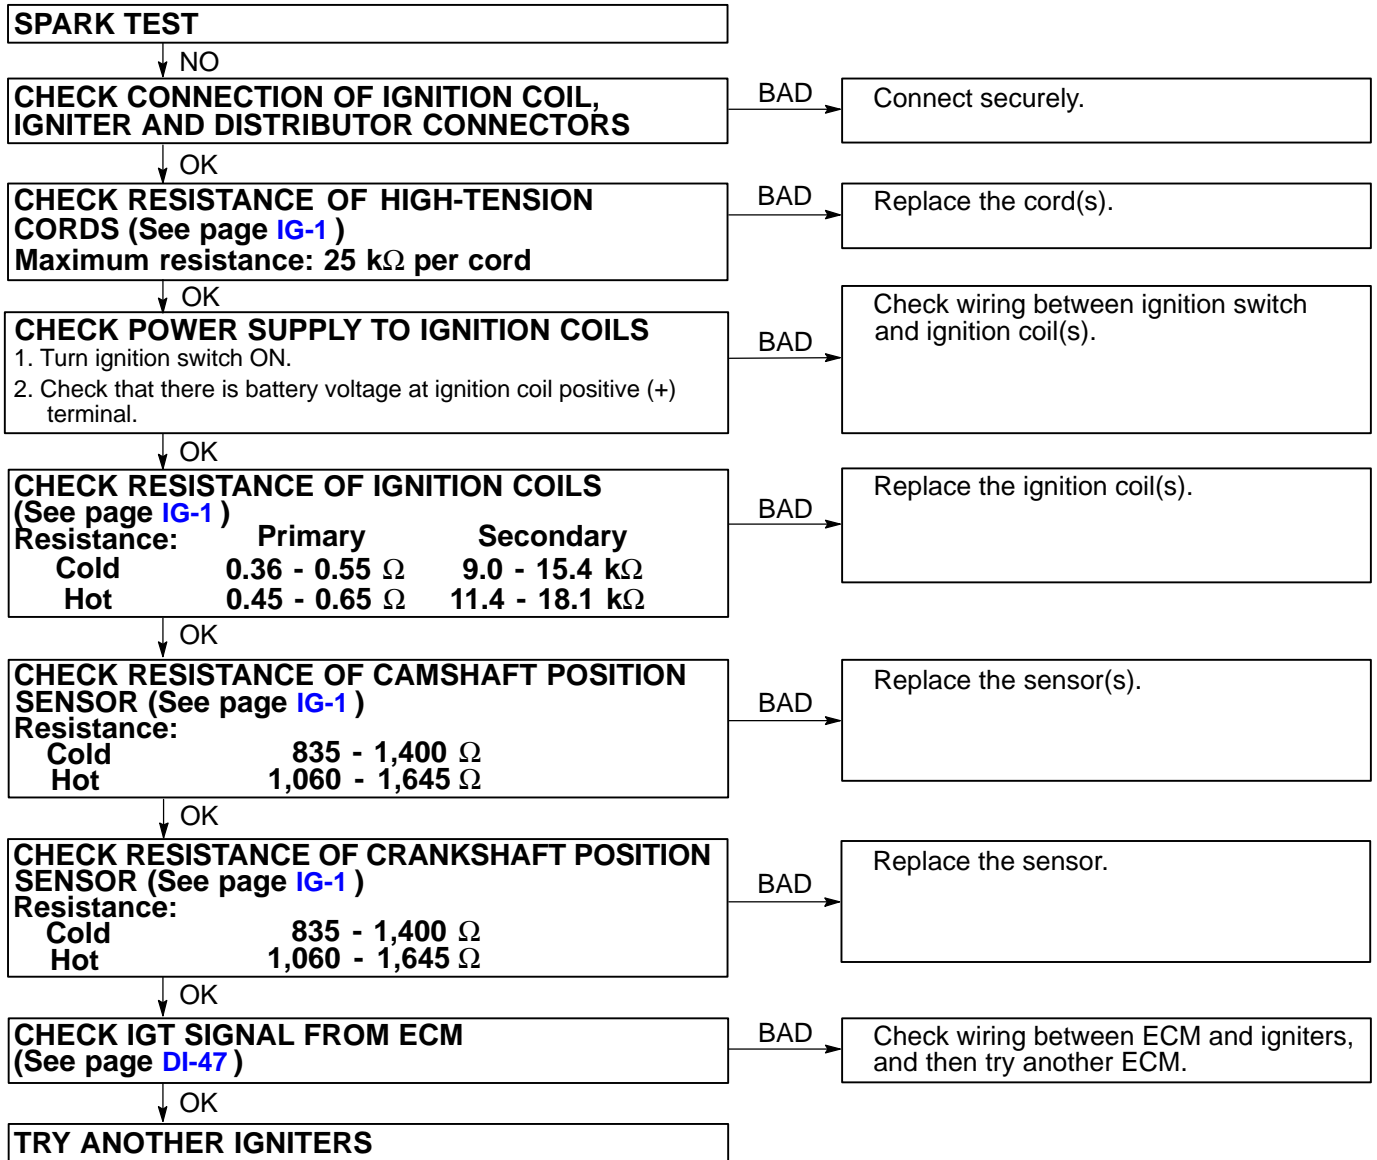 SPARK TEST
NO
CHECK CONNECTION OF IGNITION COIL,
IGNITER AND DISTRIBUTOR CONNECTORS
BAD
Connect securely.
OK
CHECK RESISTANCE OF HIGH-TENSION
CORDS (See page IG-1 )
Maximum resistance: 25 kΩ per cord
BAD
Replace the cord(s).
OK
CHECK POWER SUPPLY TO IGNITION COILS
1. Turn ignition switch ON.
2. Check that there is battery voltage at ignition coil positive (+)
terminal.
BAD
Check wiring between ignition switch
and ignition coil(s).
OK
CHECK RESISTANCE OF IGNITION COILS
(See page IG-1 )
Resistance: Primary Secondary
Cold 0.36 - 0.55 Ω 9.0 - 15.4 kΩ
Hot 0.45 - 0.65 Ω 11.4 - 18.1 kΩ
BAD
Replace the ignition coil(s).
OK
CHECK RESISTANCE OF CAMSHAFT POSITION
SENSOR (See page IG-1 )
Resistance:
Cold 835 - 1,400 Ω
Hot 1,060 - 1,645 Ω
BAD
Replace the sensor(s).
OK
CHECK RESISTANCE OF CRANKSHAFT POSITION
SENSOR (See page IG-1 )
Resistance:
Cold 835 - 1,400 Ω
Hot 1,060 - 1,645 Ω
BAD
Replace the sensor.
OK
CHECK IGT SIGNAL FROM ECM
(See page DI-47 )
BAD
Check wiring between ECM and igniters,
and then try another ECM.
OK
TRY ANOTHER IGNITERS